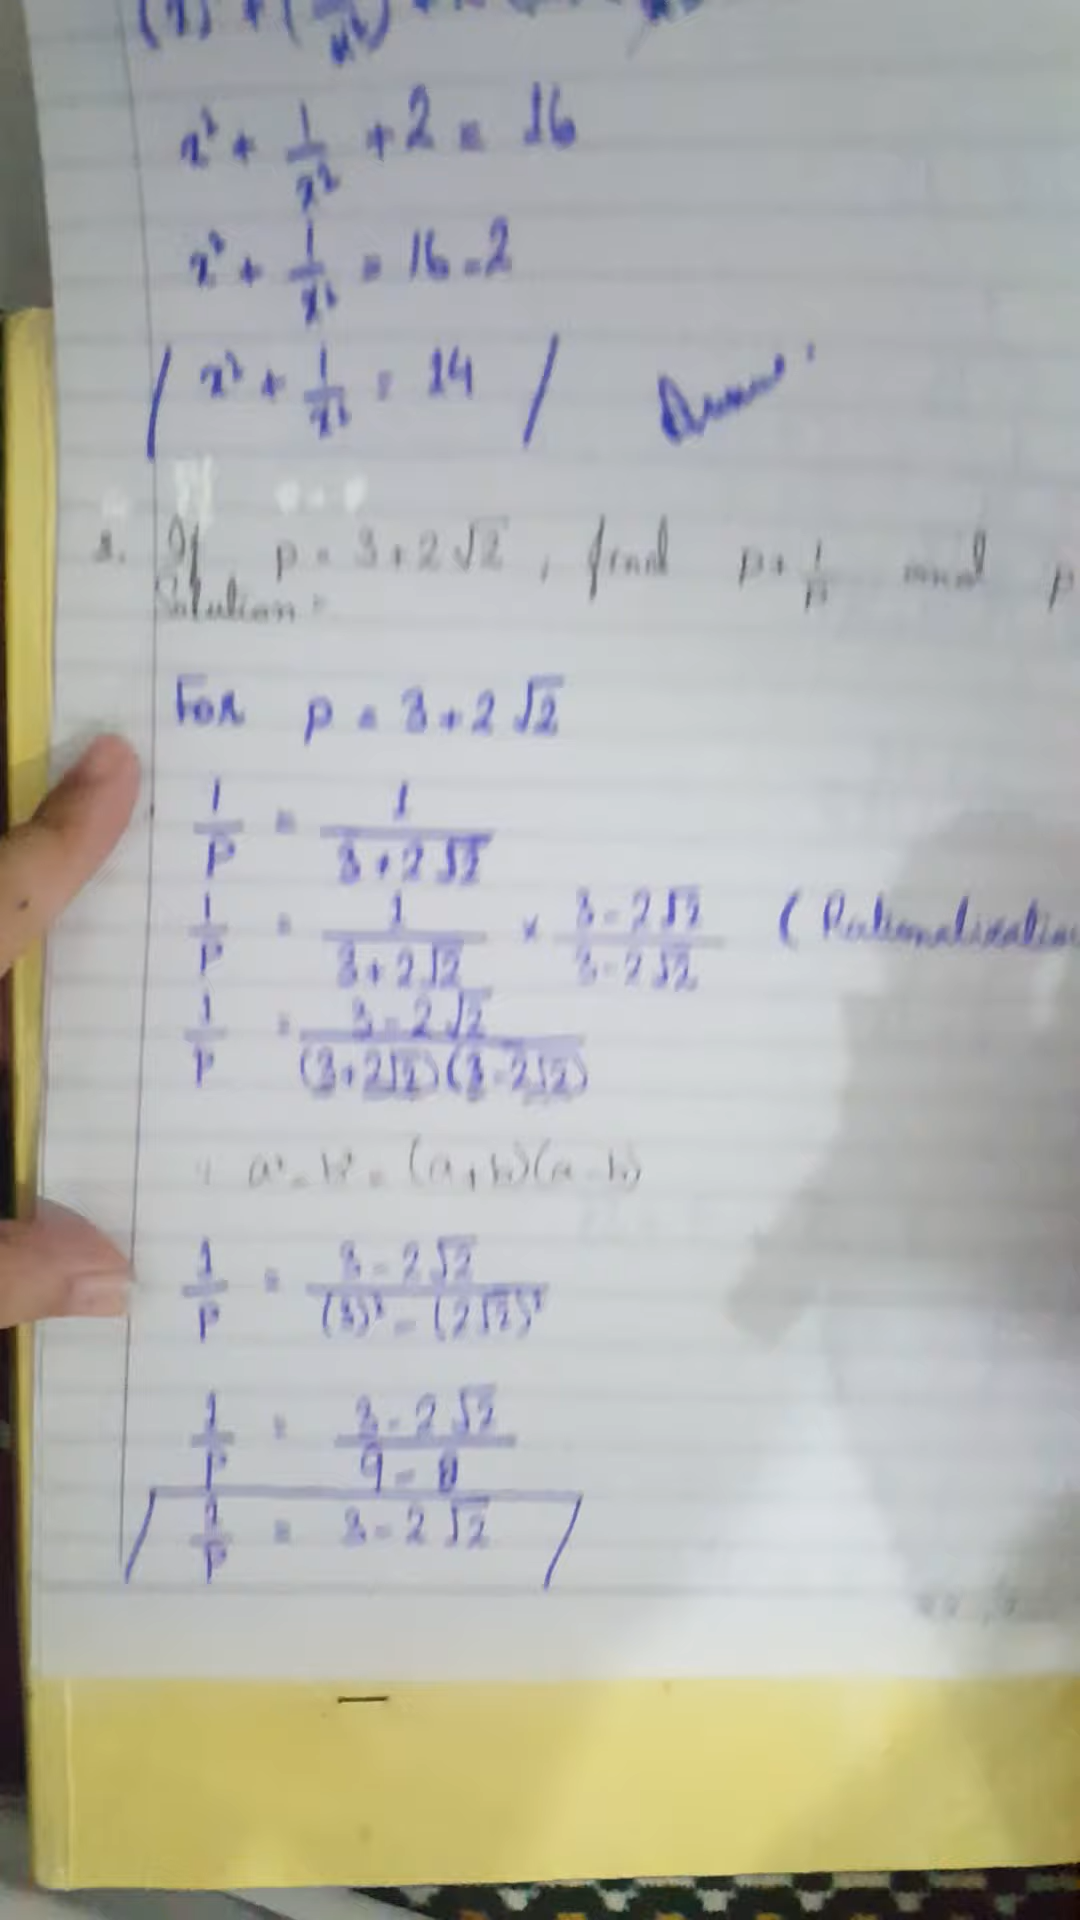 x² + 1/x² + 2 = 16
x² + 1/x² = 16 - 2
x² + 1/x² = 14
If p = 3 + 2√2, find p + 1/p and p
Solution:
For p = 3 + 2√2
1/p = 1/(3 + 2√2)
1/p = 1/(3 + 2√2) × (3 - 2√2)/(3 - 2√2) (Rationalization
1/p = (3 - 2√2)/((3 + 2√2)(3 - 2√2))
∵ a² - b² = (a + b)(a - b)
1/p = (3 - 2√2)/((3)² - (2√2)²)
1/p = (3 - 2√2)/(9 - 8)
1/p = 3 - 2√2